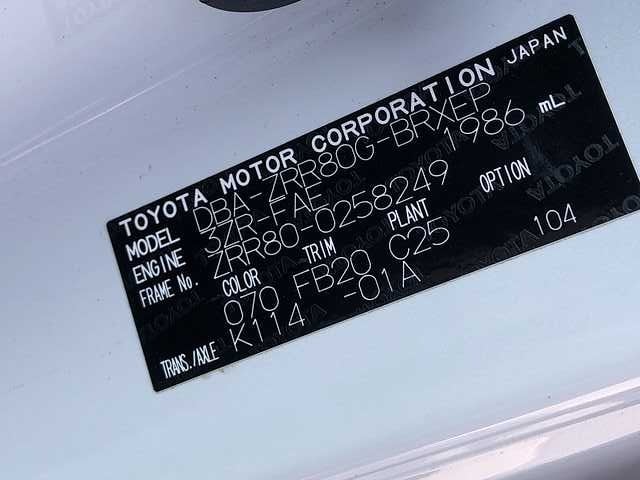 TOYOTA MOTOR CORPORATION JAPAN
MODEL DBA-ZRR80G-BRXEP
ENGINE 3ZR-FAE 1986 mL
FRAME No. ZRR80-0258249
COLOR TRIM PLANT OPTION
070 FB20 C25 104
TRANS./AXLE K114 -01A